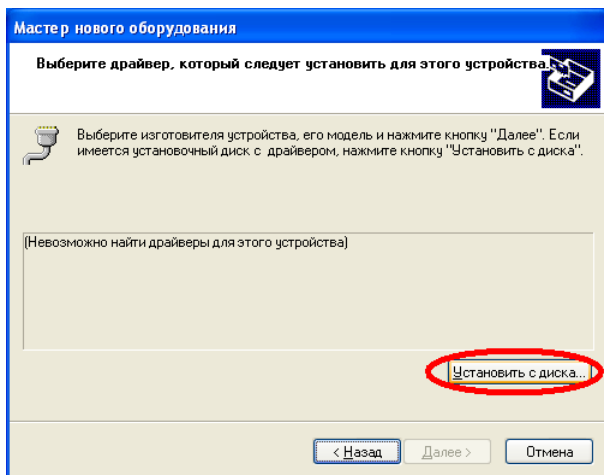 Мастер нового оборудования
Выберите драйвер, который следует установить для этого устройства.
Выберите изготовителя устройства, его модель и нажмите кнопку "Далее". Если
имеется установочный диск с драйвером, нажмите кнопку "Установить с диска".
(Невозможно найти драйверы для этого устройства)
Установить с диска...
< Назад Далее > Отмена